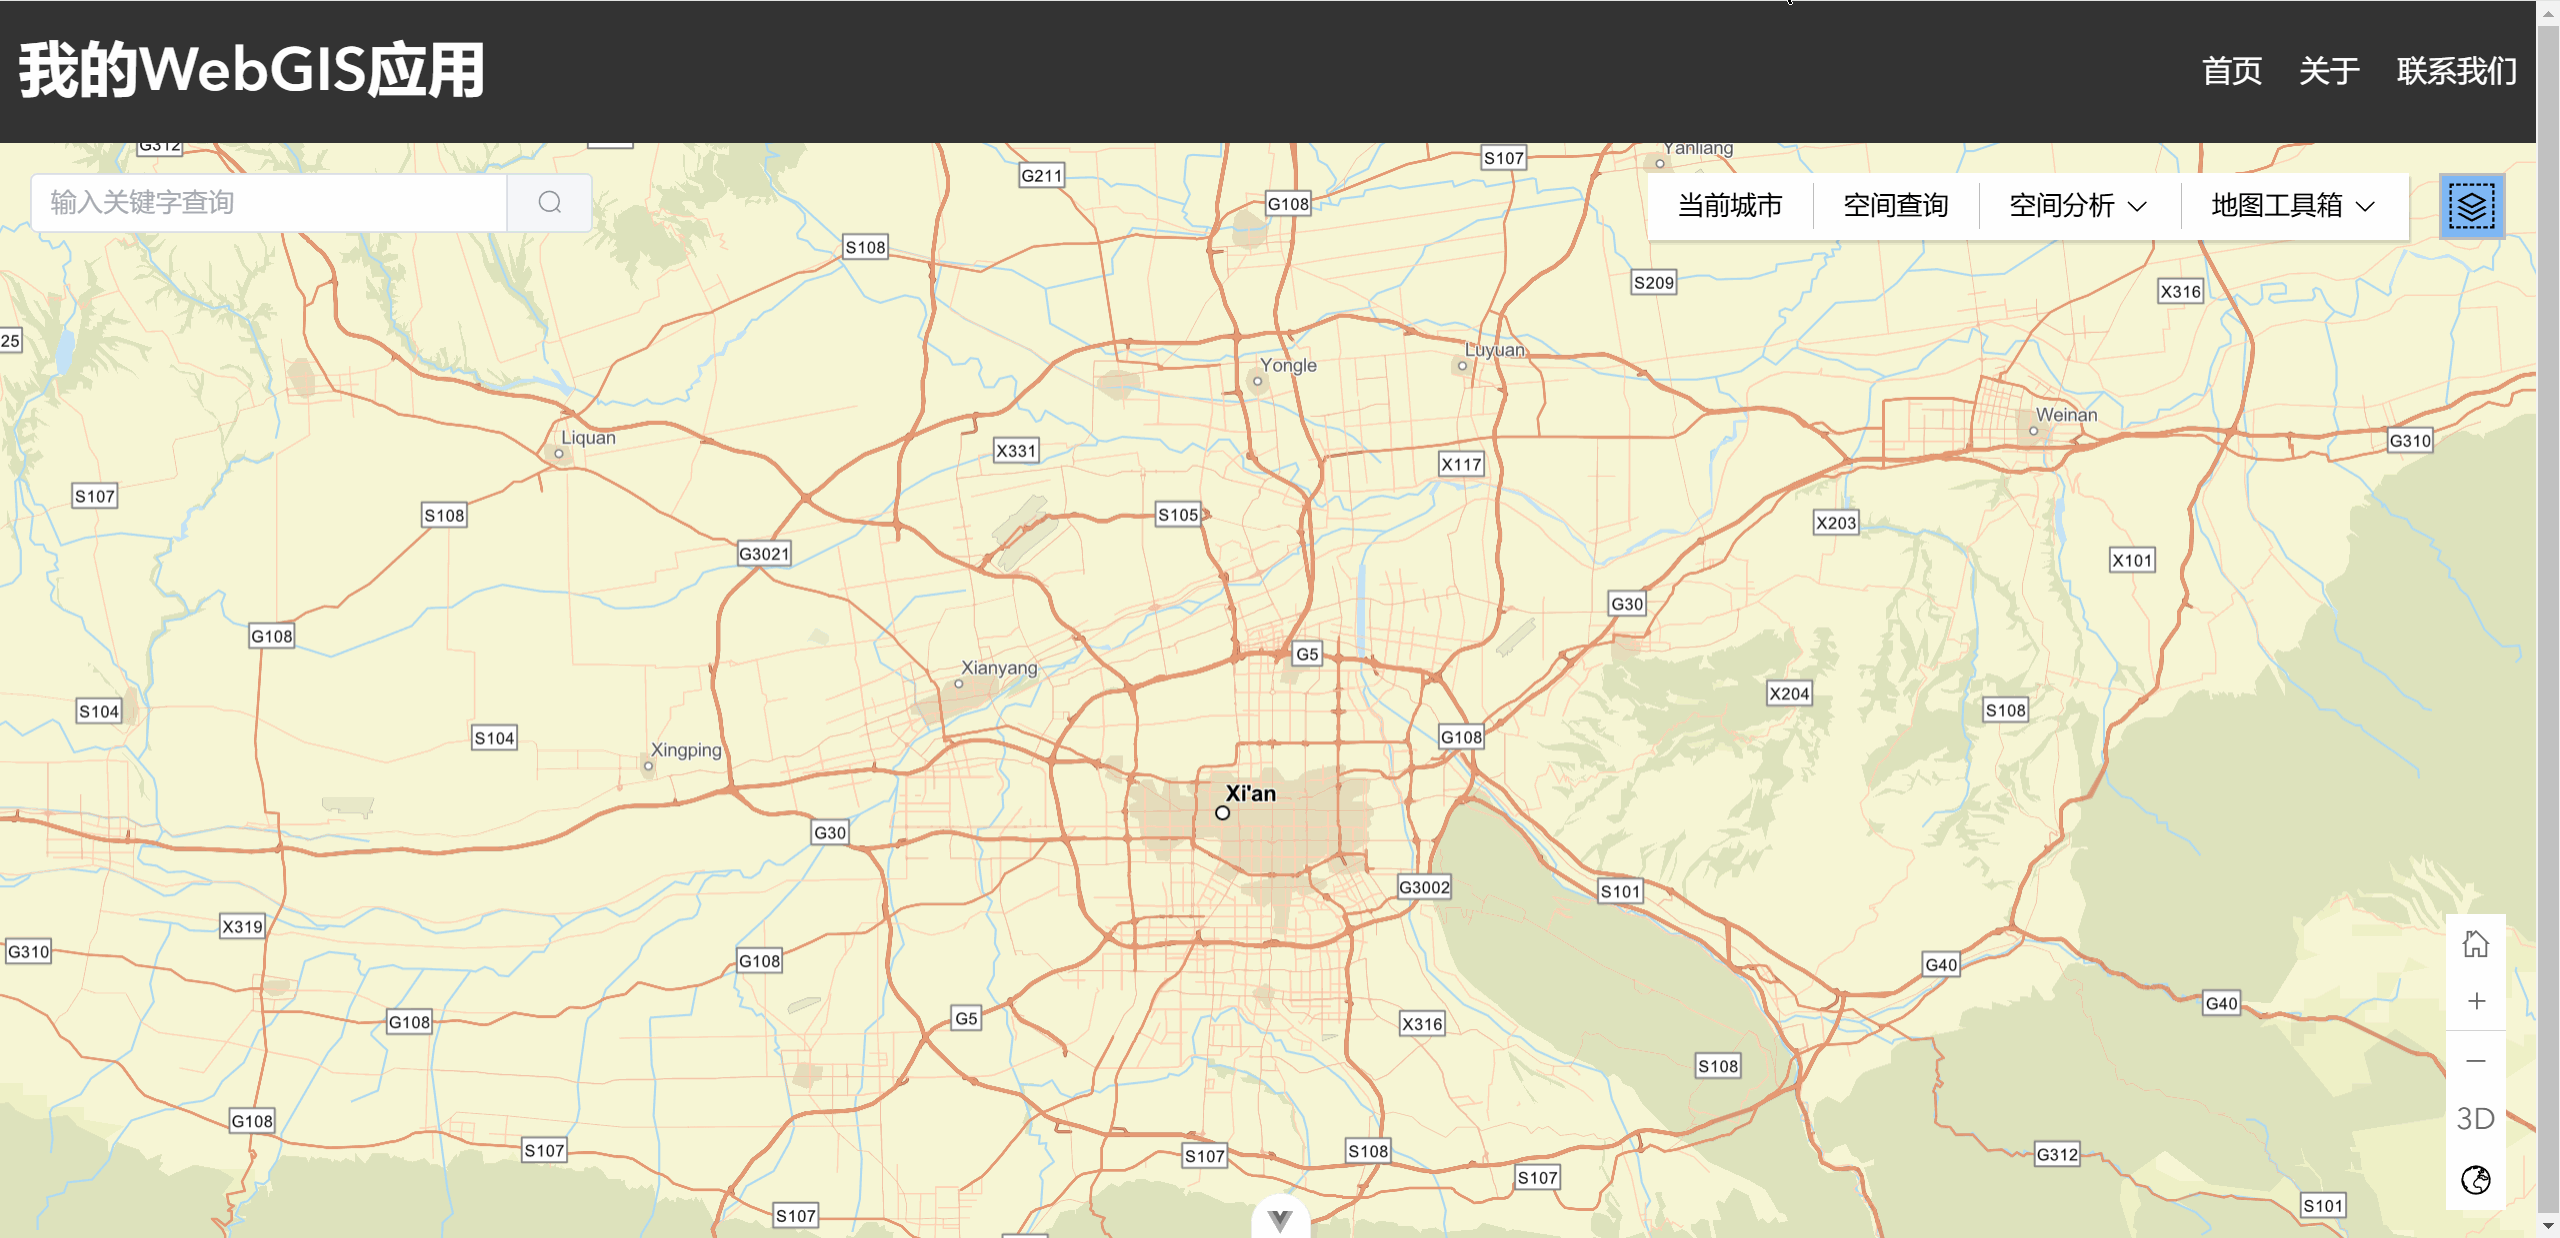 我的WebGIS应用
首页 关于 联系我们
G312
G211
S107
Yanliang
输入关键字查询
G108
当前城市 空间查询 空间分析 地图工具箱
S108
S209
X316
25
Yongle
Luyuan
Weinan
Liquan
X331
X117
G310
S107
S108
S105
X203
G3021
X101
G30
G108
G5
Xianyang
X204
S104
S108
S104
Xingping
G108
Xi'an
G30
G3002
S101
X319
G310
G108
G40
G40
G108
G5
X316
S108
3D
G108
S107
S107
S108
G312
S107
S107
S101